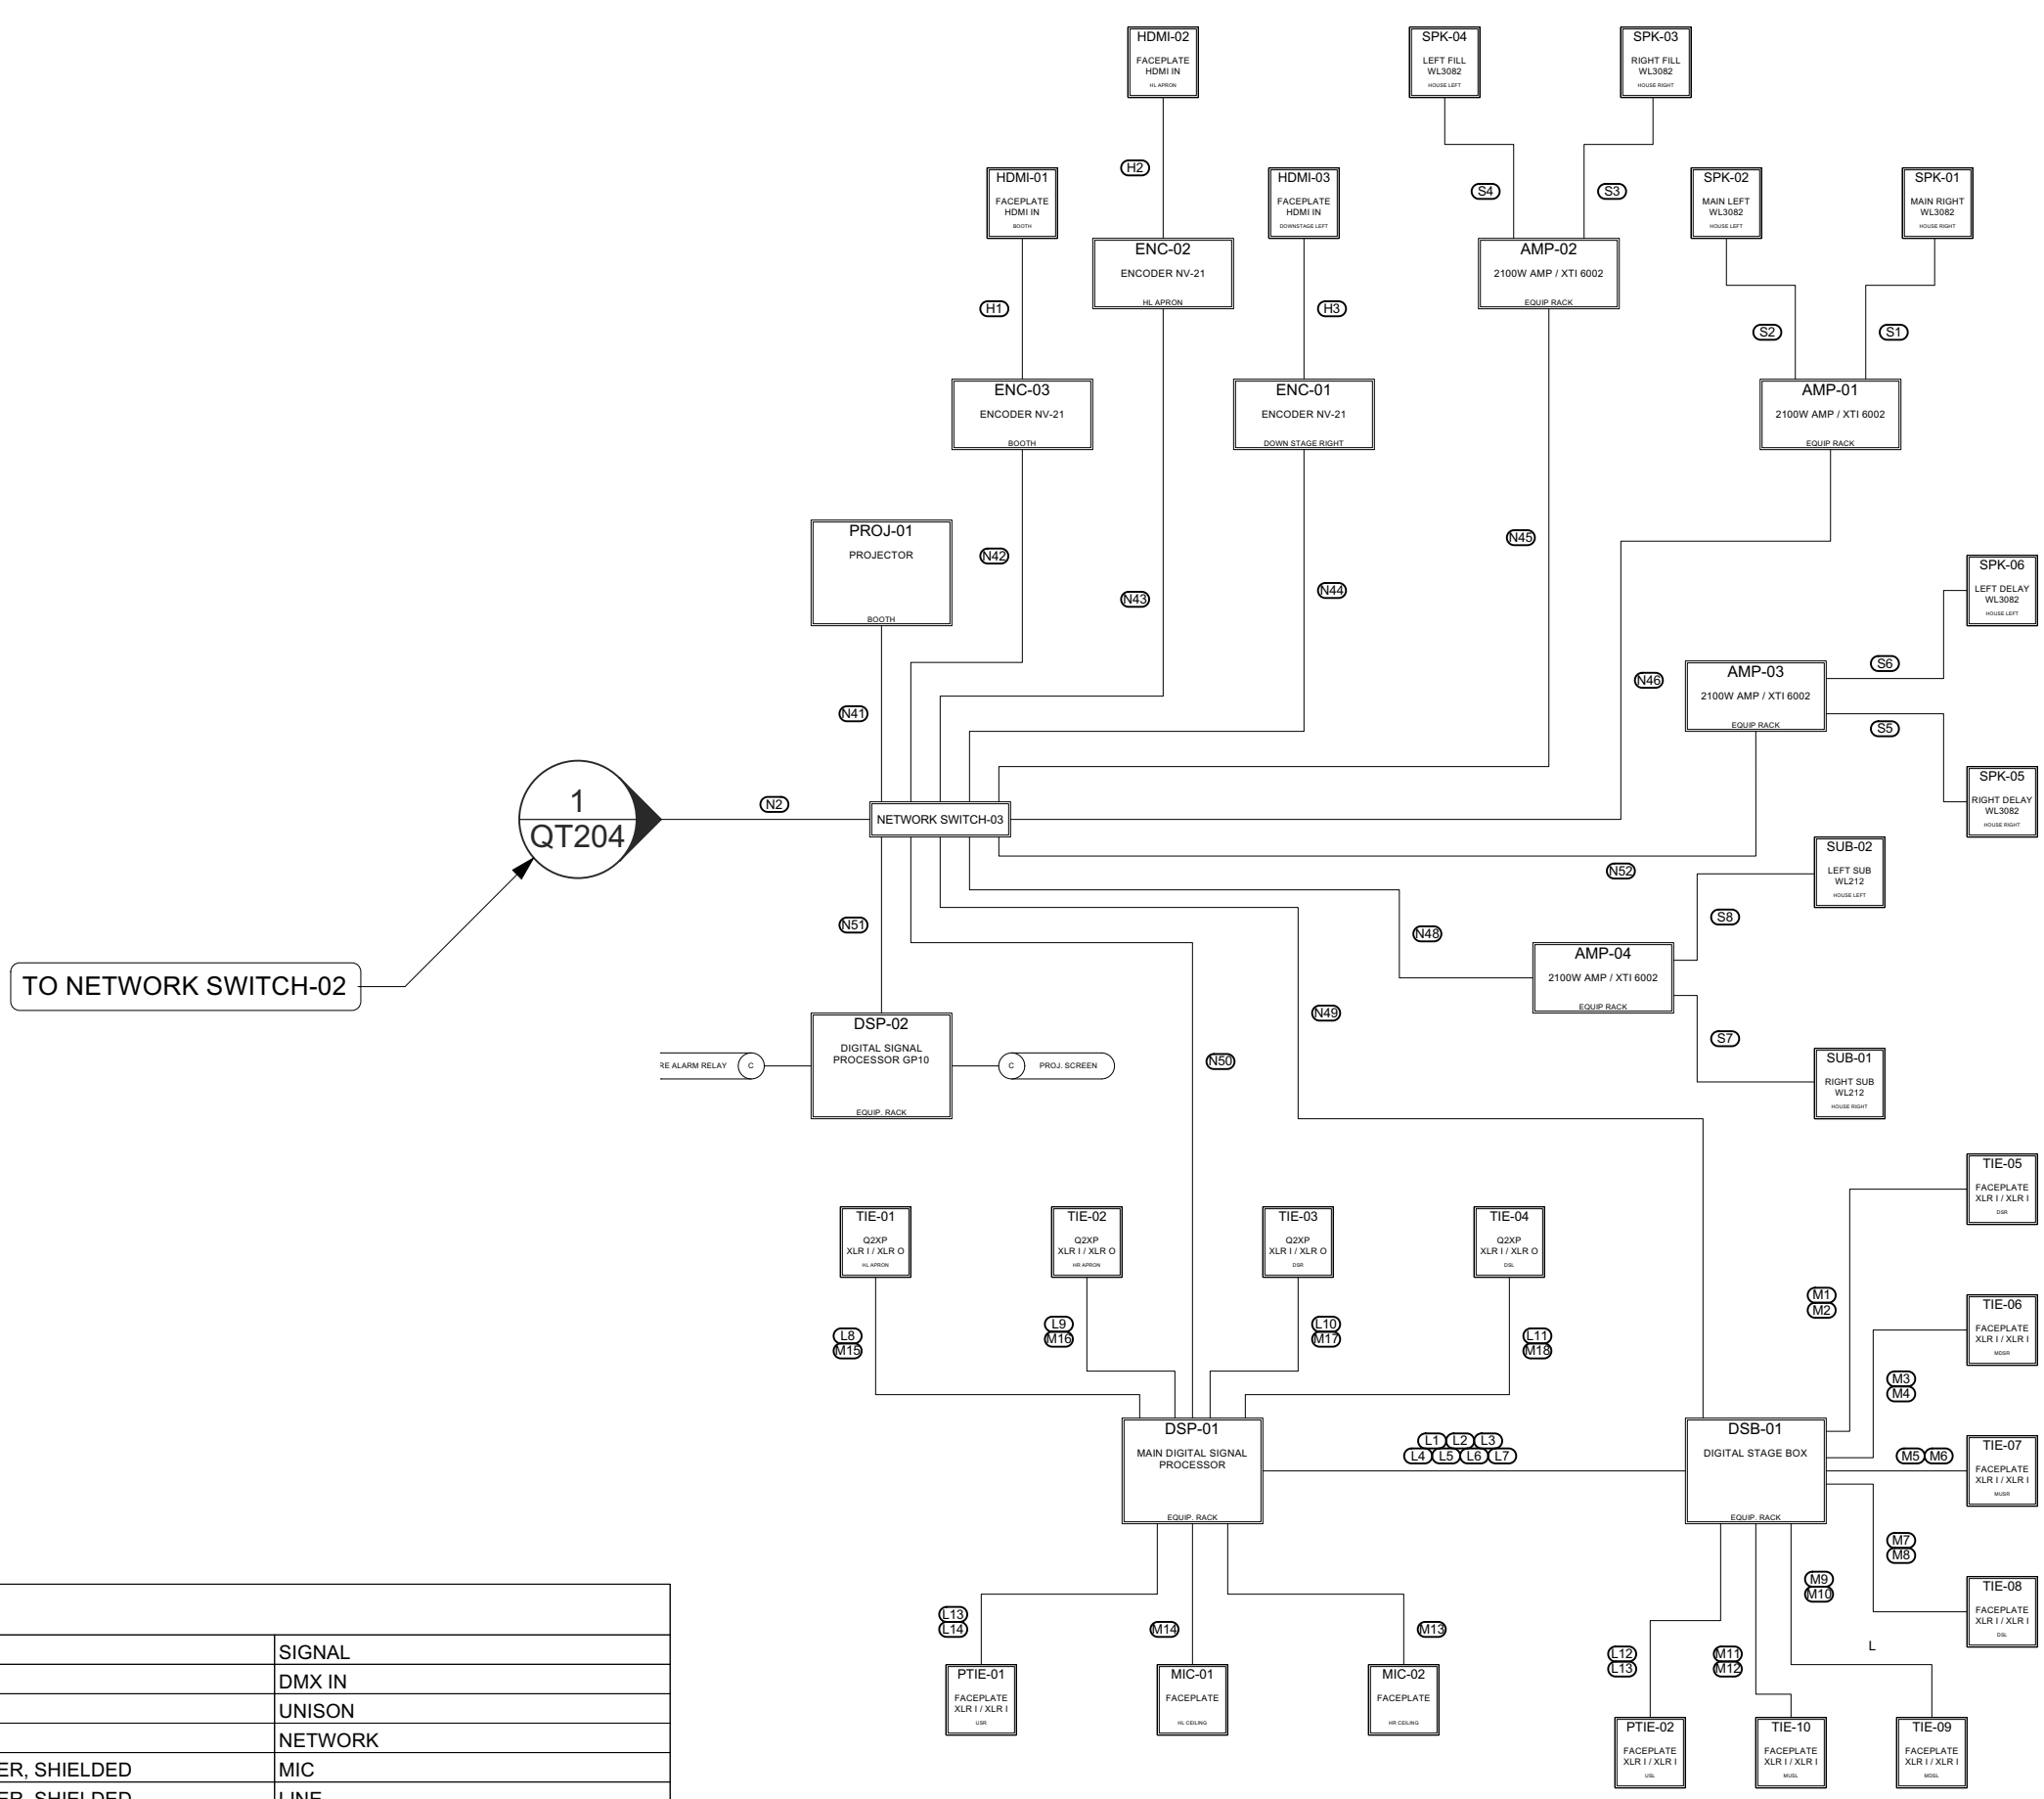 HDMI-02
FACEPLATE
HDMI IN
HL APRON
SPK-04
LEFT FILL
WL3082
HOUSE LEFT
SPK-03
RIGHT FILL
WL3082
HOUSE RIGHT
H2
HDMI-01
FACEPLATE
HDMI IN
BOOTH
HDMI-03
FACEPLATE
HDMI IN
DOWNSTAGE LEFT
S4
S3
SPK-02
MAIN LEFT
WL3082
HOUSE LEFT
SPK-01
MAIN RIGHT
WL3082
HOUSE RIGHT
ENC-02
ENCODER NV-21
HL APRON
AMP-02
2100W AMP / XTI 6002
EQUIP RACK
H1
H3
S2
S1
ENC-03
ENCODER NV-21
BOOTH
ENC-01
ENCODER NV-21
DOWN STAGE RIGHT
AMP-01
2100W AMP / XTI 6002
EQUIP RACK
PROJ-01
PROJECTOR
BOOTH
N42
N43
N44
N45
SPK-06
LEFT DELAY
WL3082
HOUSE LEFT
N41
N46
AMP-03
2100W AMP / XTI 6002
EQUIP RACK
S6
S5
SPK-05
RIGHT DELAY
WL3082
HOUSE RIGHT
1
QT204
N2
NETWORK SWITCH-03
N52
SUB-02
LEFT SUB
WL212
HOUSE LEFT
N51
N48
S8
TO NETWORK SWITCH-02
AMP-04
2100W AMP / XTI 6002
EQUIP RACK
N49
S7
DSP-02
DIGITAL SIGNAL
PROCESSOR GP10
EQUIP. RACK
RE ALARM RELAY
C
C
PROJ. SCREEN
N50
SUB-01
RIGHT SUB
WL212
HOUSE RIGHT
TIE-01
Q2XP
XLR I / XLR O
HL APRON
TIE-02
Q2XP
XLR I / XLR O
HR APRON
TIE-03
Q2XP
XLR I / XLR O
DSR
TIE-04
Q2XP
XLR I / XLR O
DSL
TIE-05
FACEPLATE
XLR I / XLR I
DSR
L8
M15
L9
M16
L10
M17
L11
M18
M1
M2
TIE-06
FACEPLATE
XLR I / XLR I
MDSR
M3
M4
DSP-01
MAIN DIGITAL SIGNAL
PROCESSOR
EQUIP. RACK
L1 L2 L3
L4 L5 L6 L7
DSB-01
DIGITAL STAGE BOX
EQUIP. RACK
M5 M6
TIE-07
FACEPLATE
XLR I / XLR I
MUSR
M7
M8
M9
M10
TIE-08
FACEPLATE
XLR I / XLR I
DSL
L13
L14
M14
M13
L12
L13
M11
M12
L
PTIE-01
FACEPLATE
XLR I / XLR I
USR
MIC-01
FACEPLATE
HL CEILING
MIC-02
FACEPLATE
HR CEILING
PTIE-02
FACEPLATE
XLR I / XLR I
USL
TIE-10
FACEPLATE
XLR I / XLR I
MUSL
TIE-09
FACEPLATE
XLR I / XLR I
MDSL
SIGNAL
DMX IN
UNISON
NETWORK
ER, SHIELDED
MIC
ER, SHIELDED
LINE